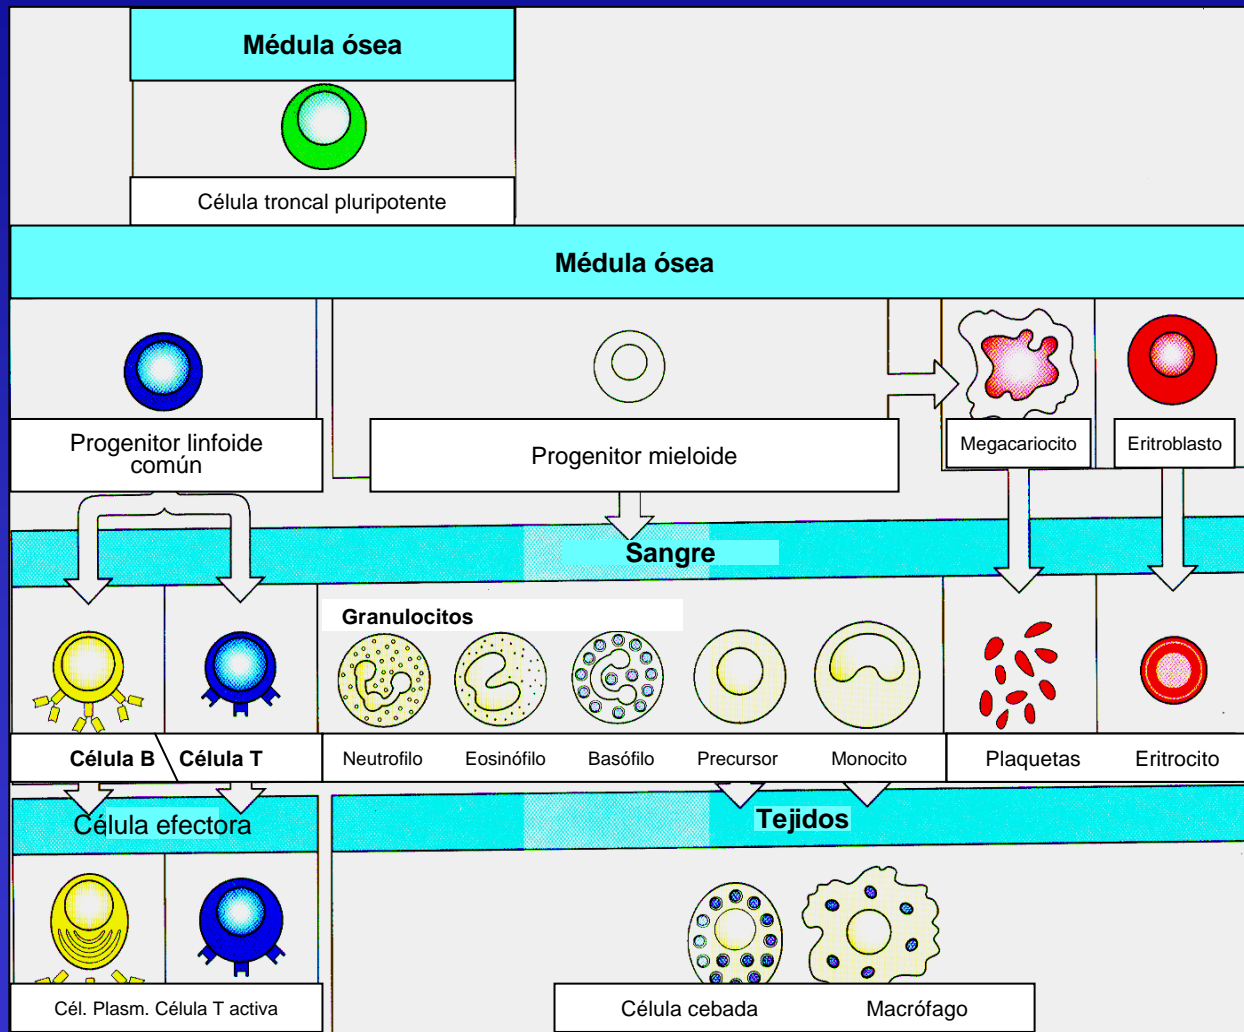 Médula ósea
Célula troncal pluripotente
Médula ósea
Progenitor linfoide
común
Progenitor mieloide
Megacariocito
Eritroblasto
Sangre
Granulocitos
Célula B
Célula T
Neutrofilo
Eosinófilo
Basófilo
Precursor
Monocito
Plaquetas
Eritrocito
Célula efectora
Tejidos
Cél. Plasm. Célula T activa
Célula cebada
Macrófago